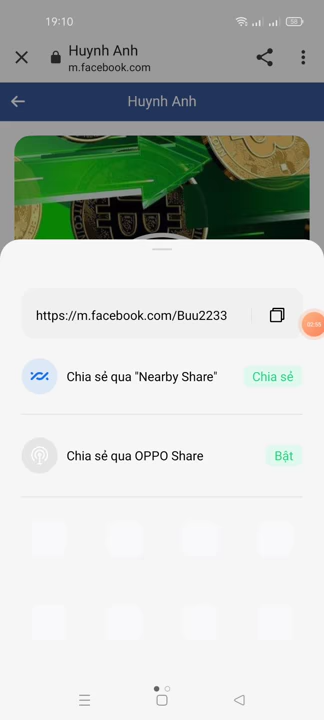 19:10
53
Huynh Anh
m.facebook.com
Huynh Anh
https://m.facebook.com/Buu2233
Chia sẻ qua "Nearby Share"
Chia sẻ
Chia sẻ qua OPPO Share
Bật